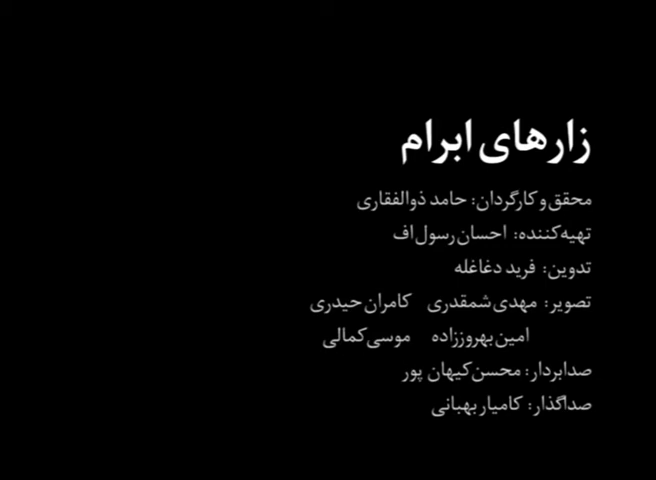 زارهای ابرام
محقق و کارگردان: حامد ذوالفقاری
تهیه‌کننده: احسان رسول‌اف
تدوین: فرید دغاغله
تصویر: مهدی شمقدری کامران حیدری
امین بهروززاده موسی کمالی
صدابردار: محسن کیهان پور
صداگذار: کامیار بهبانی